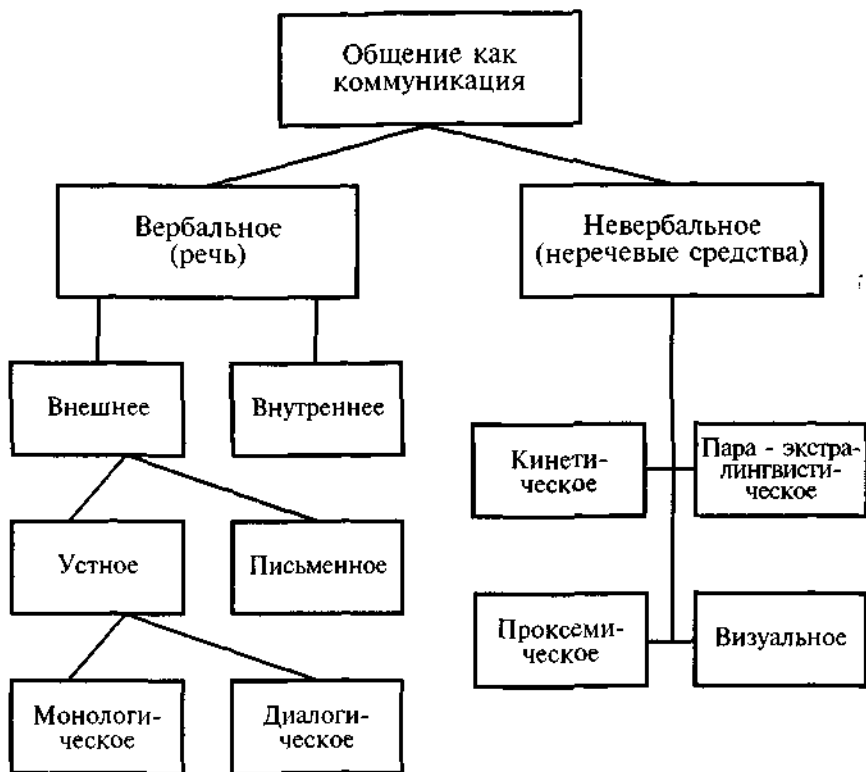 Общение как
коммуникация
Вербальное
(речь)
Невербальное
(неречевые средства)
Внешнее
Внутреннее
Кинети-
ческое
Пара - экстра-
лингвисти-
ческое
Устное
Письменное
Проксеми-
ческое
Визуальное
Монологи-
ческое
Диалоги-
ческое